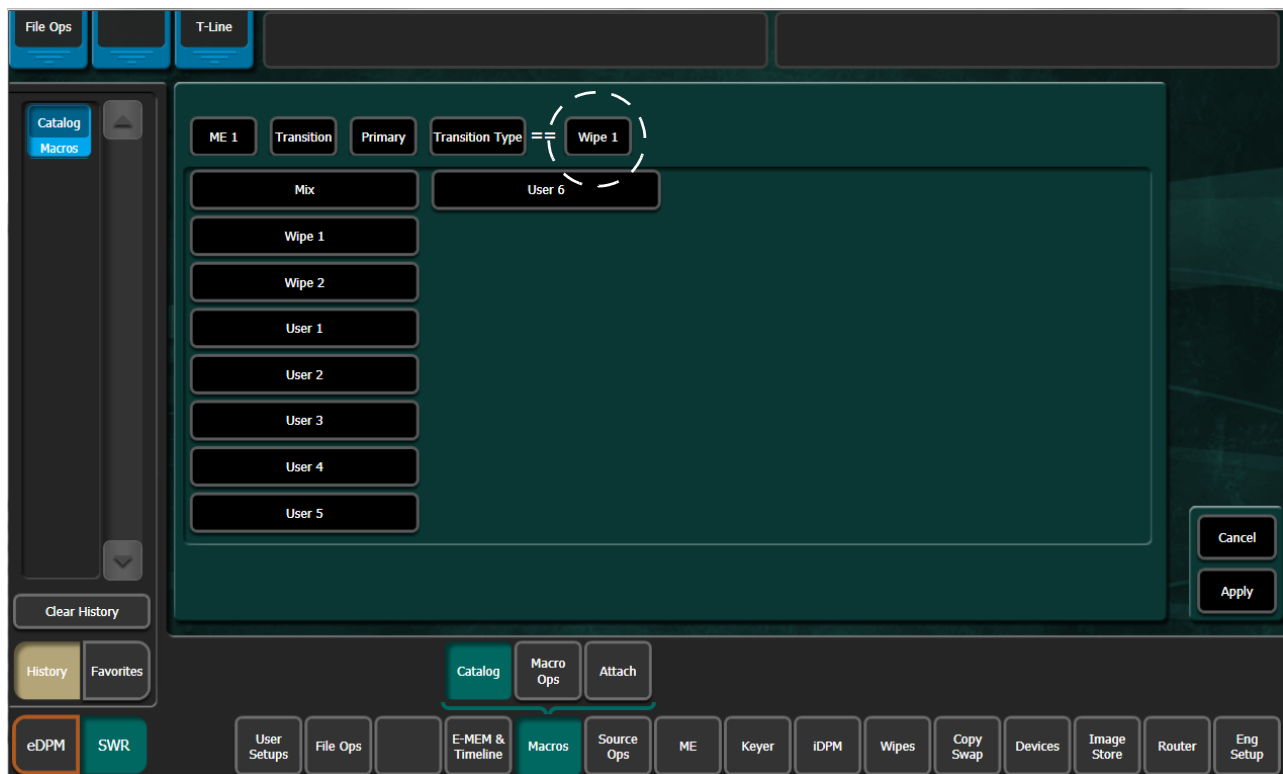 File Ops
T-Line
Catalog
Macros
ME 1 Transition Primary Transition Type == Wipe 1
Mix User 6
Wipe 1
Wipe 2
User 1
User 2
User 3
User 4
User 5
Cancel
Apply
Clear History
History Favorites
Catalog Macro Ops Attach
eDPM SWR User Setups File Ops E-MEM & Timeline Macros Source Ops ME Keyer iDPM Wipes Copy Swap Devices Image Store Router Eng Setup